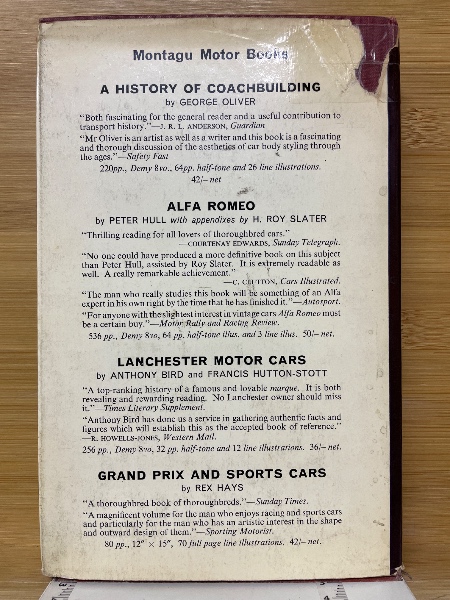 Montagu Motor Books
A HISTORY OF COACHBUILDING
by GEORGE OLIVER
“Both fascinating for the general reader and a useful contribution to
transport history.”—J. R. L. ANDERSON, Guardian
“Mr Oliver is an artist as well as a writer and this book is a fascinating
and thorough discussion of the aesthetics of car body styling through
the ages.”—Safety Fast
220pp., Demy 8vo., 64pp. half-tone and 26 line illustrations.
42/– net
ALFA ROMEO
by PETER HULL with appendixes by H. ROY SLATER
“Thrilling reading for all lovers of thoroughbred cars.”
—COURTENAY EDWARDS, Sunday Telegraph.
“No one could have produced a more definitive book on this subject
than Peter Hull, assisted by Roy Slater. It is extremely readable as
well. A really remarkable achievement.”
—C. CLUTTON, Cars Illustrated.
“The man who really studies this book will be something of an Alfa
expert in his own right by the time that he has finished it.”—Autosport.
“For anyone with the slightest interest in vintage cars Alfa Romeo must
be a certain buy.”—Motor Rally and Racing Review.
536 pp., Demy 8vo, 64 pp. half-tone illus. and 3 line illus. 50/– net.
LANCHESTER MOTOR CARS
by ANTHONY BIRD and FRANCIS HUTTON-STOTT
“A top-ranking history of a famous and lovable marque. It is both
revealing and rewarding reading. No Lanchester owner should miss
it.”—Times Literary Supplement.
“Anthony Bird has done us a service in gathering authentic facts and
figures which will establish this as the accepted book of reference.”
—R. HOWELLS-JONES, Western Mail.
256 pp., Demy 8vo, 32 pp. half-tone and 12 line illustrations. 36/– net.
GRAND PRIX AND SPORTS CARS
by REX HAYS
“A thoroughbred book of thoroughbreds.”—Sunday Times.
“A magnificent volume for the man who enjoys racing and sports cars
and particularly for the man who has an artistic interest in the shape
and outward design of them.”—Sporting Motorist.
80 pp., 12″ × 15″, 70 full page line illustrations. 42/– net.